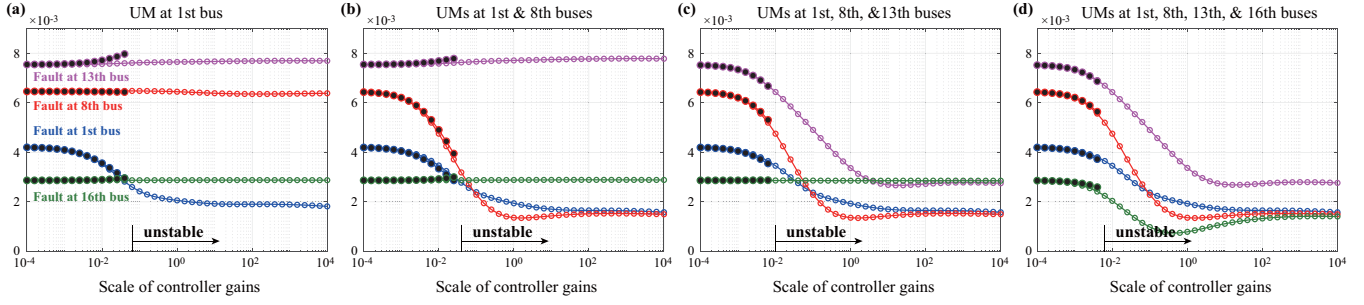 (a) UM at 1st bus
×10⁻³
8
6
4
2
0
Fault at 13th bus
Fault at 8th bus
Fault at 1st bus
Fault at 16th bus
unstable
10⁻⁴ 10⁻² 10⁰ 10² 10⁴
Scale of controller gains
(b) UMs at 1st & 8th buses
×10⁻³
8
6
4
2
0
unstable
10⁻⁴ 10⁻² 10⁰ 10² 10⁴
Scale of controller gains
(c) UMs at 1st, 8th, &13th buses
×10⁻³
8
6
4
2
0
unstable
10⁻⁴ 10⁻² 10⁰ 10² 10⁴
Scale of controller gains
(d) UMs at 1st, 8th, 13th, & 16th buses
×10⁻³
8
6
4
2
0
unstable
10⁻⁴ 10⁻² 10⁰ 10² 10⁴
Scale of controller gains